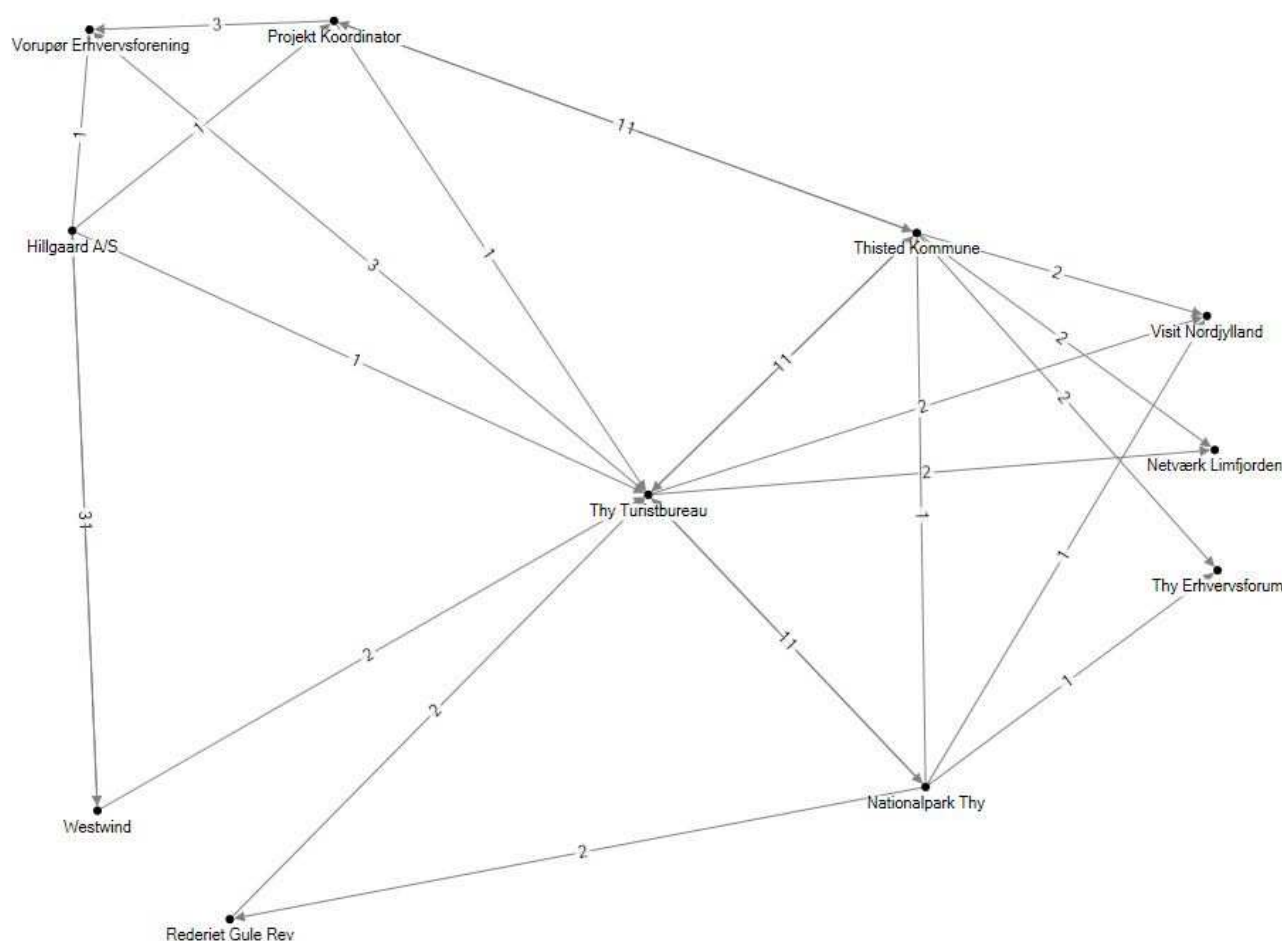 3
Projekt Koordinator
Vorupør Erhvervsforening
1
1
11
Hillgaard A/S
Thisted Kommune
1
3
2
Visit Nordjylland
1
11
2
2
2
Netværk Limfjorden
2
Thy Turistbureau
31
1
1
Thy Erhvervsforum
2
11
1
2
Nationalpark Thy
Westwind
2
Rederiet Gule Rev